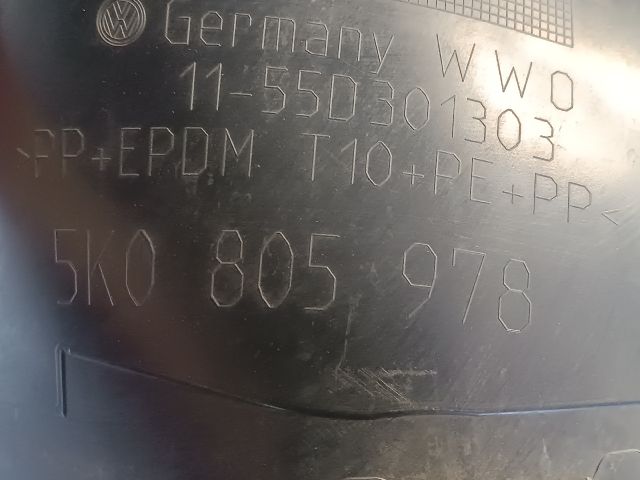 Germany WWO
11-55D301303
>PP+EPDM T10+PE+PP<
5K0 805 978